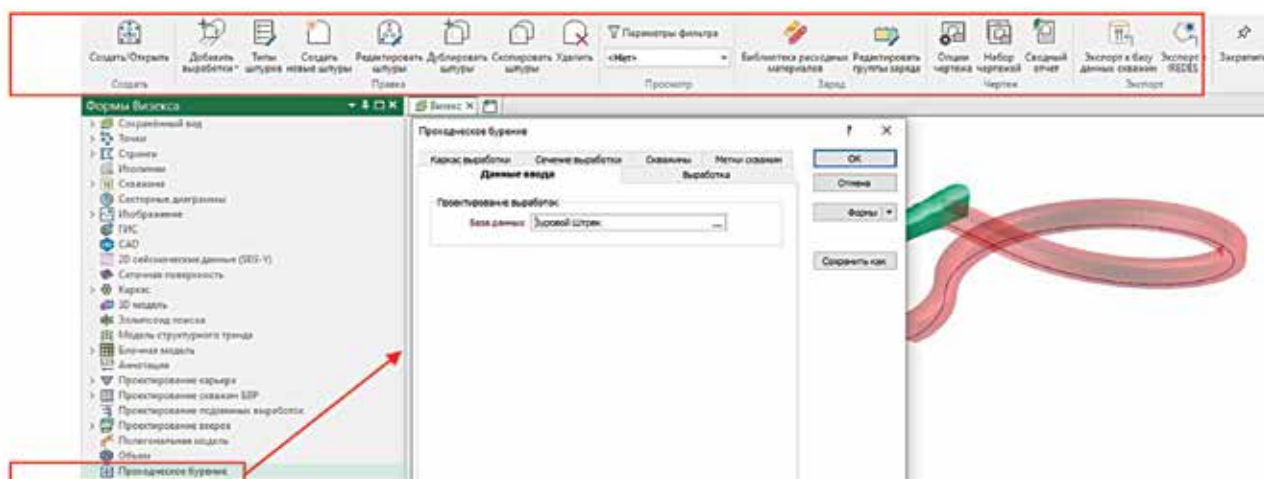 Создать/Открыть
Добавить выработки
Типы шпуров
Создать новые шпуры
Редактировать шпуры
Дублировать шпуры
Скопировать шпуры
Удалить
Параметры фильтра
<Нет>
Библиотека расходных материалов
Редактировать группы заряда
Опции чертежа
Набор чертежей
Сводный отчет
Экспорт в базу данных скважин
Экспорт в IREDES
Закрепить
Создать
Правка
Просмотр
Заряд
Чертеж
Экспорт
Формы Визекса
Сохранённый вид
Точки
Стринги
Изолинии
Скважина
Секторные диаграммы
Изображение
ГИС
CAD
2D сейсмические данные (SEG-Y)
Сеточная поверхность
Каркас
3D модель
Эллипсоид поиска
Модель структурного тренда
Блочная модель
Аннотация
Проектирование карьера
Проектирование скважин БВР
Проектирование подземных выработок
Проектирование вееров
Полигональная модель
Объем
Проходческое бурение
Визекс
Проходческое бурение
? ×
Каркас выработки
Сечение выработки
Скважины
Метки скважин
Данные ввода
Выработка
Проектирование выработок
База данных
...
OK
Отмена
Формы
Сохранить как